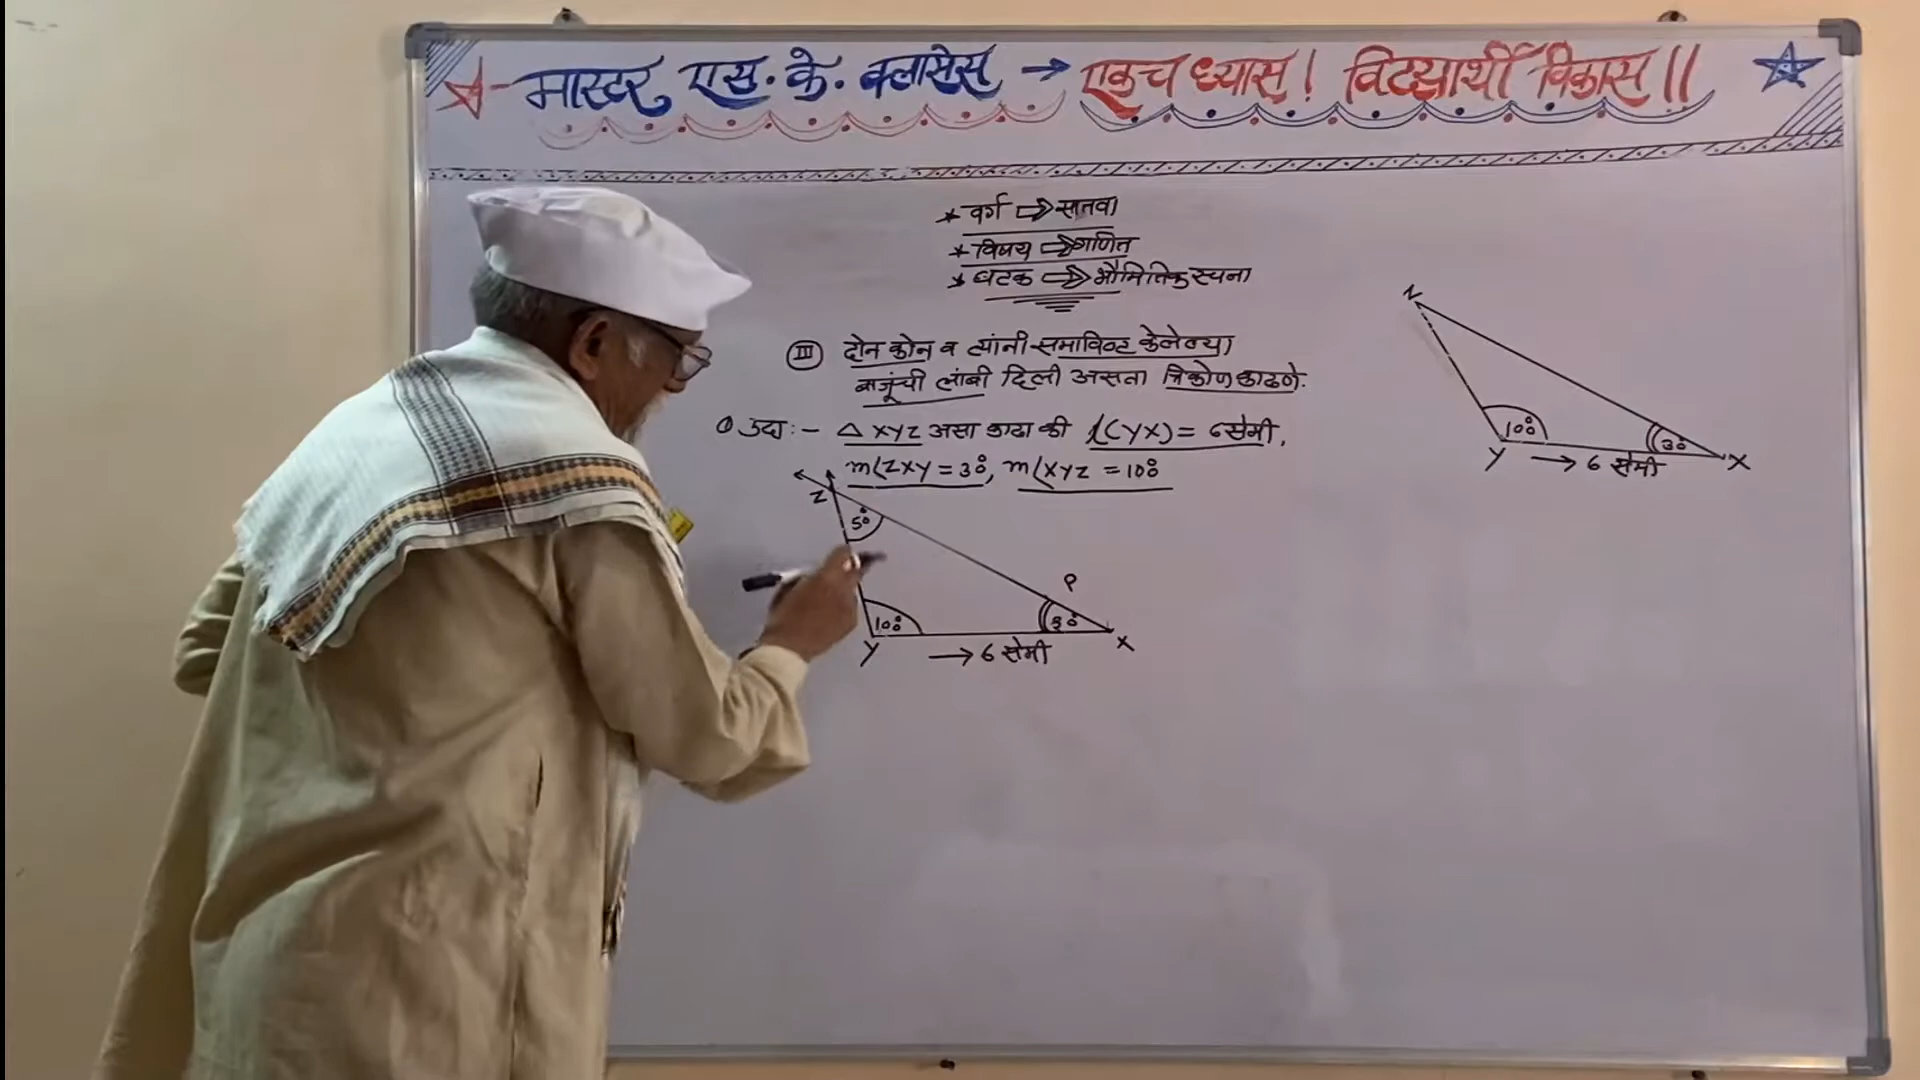 मास्टर एस. के. क्लासेस → एकच ध्यास! विद्यार्थी विकास ||
* वर्ग ⇒ सातवा
* विषय ⇒ गणित
* घटक ⇒ भौमितिक रचना
III दोन कोन व त्यांनी समाविष्ट केलेल्या
बाजूंची लांबी दिली असता त्रिकोण काढणे.
① उदा :- △ XYZ असा काढा की l(YX) = 6 सेमी,
m∠ZXY = 30°, m∠XYZ = 100°
Z
50°
P
100°
30°
Y
→ 6 सेमी
X
Z
100°
30°
Y
→ 6 सेमी
X